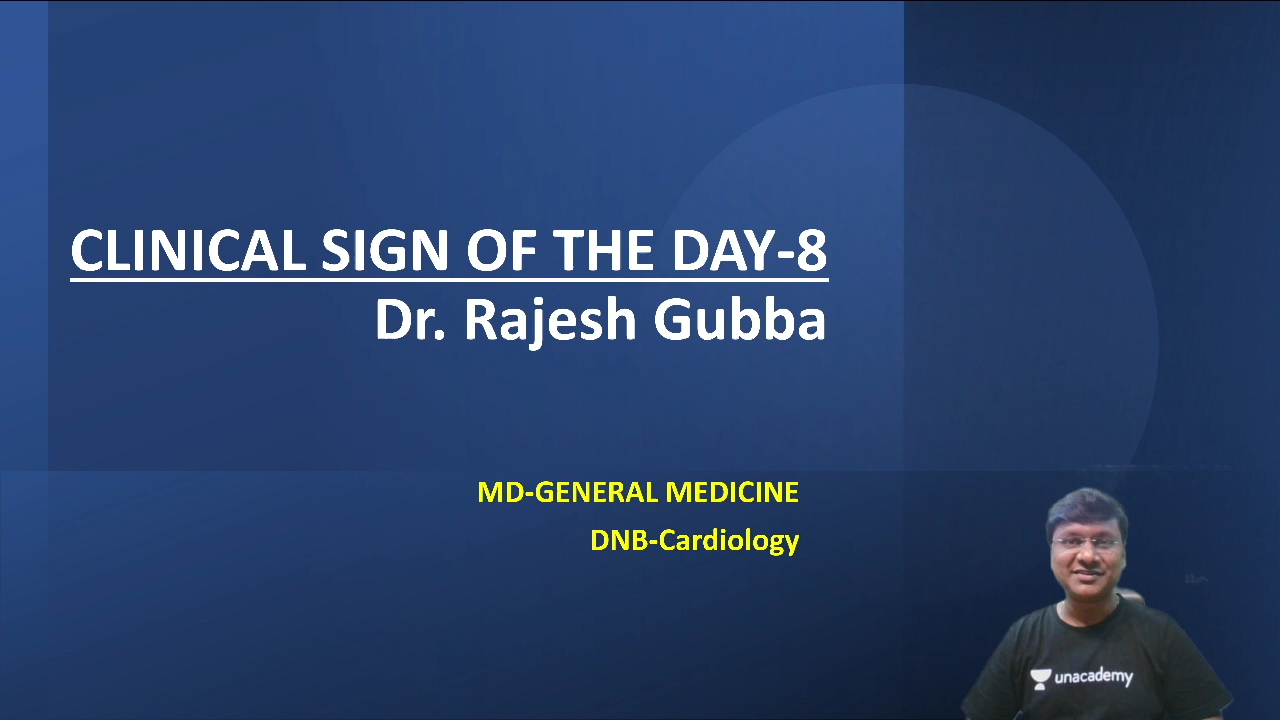 CLINICAL SIGN OF THE DAY-8
Dr. Rajesh Gubba
MD-GENERAL MEDICINE
DNB-Cardiology
unacademy